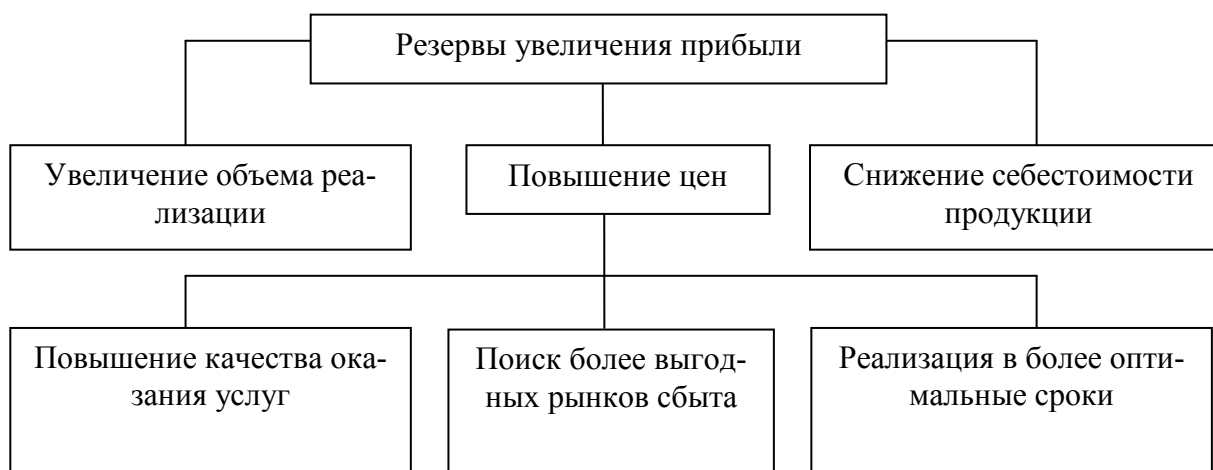 Резервы увеличения прибыли
Увеличение объема реа-
лизации
Повышение цен
Снижение себестоимости
продукции
Повышение качества ока-
зания услуг
Поиск более выгод-
ных рынков сбыта
Реализация в более опти-
мальные сроки